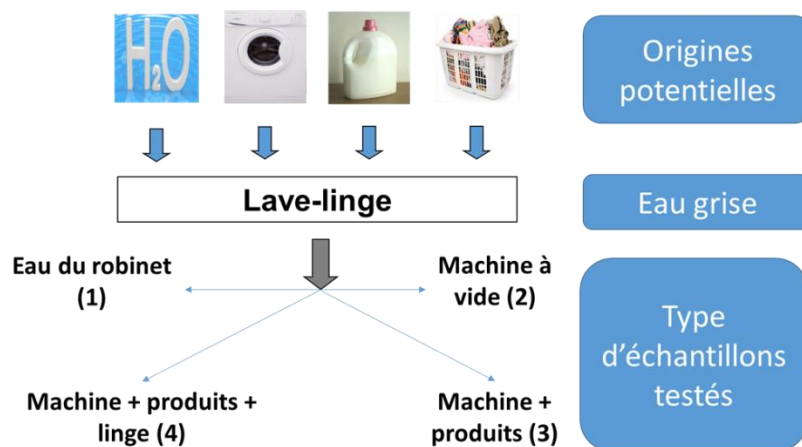 H₂O
Origines
potentielles
Lave-linge
Eau grise
Eau du robinet
(1)
Machine à
vide (2)
Type
d'échantillons
testés
Machine + produits +
linge (4)
Machine +
produits (3)